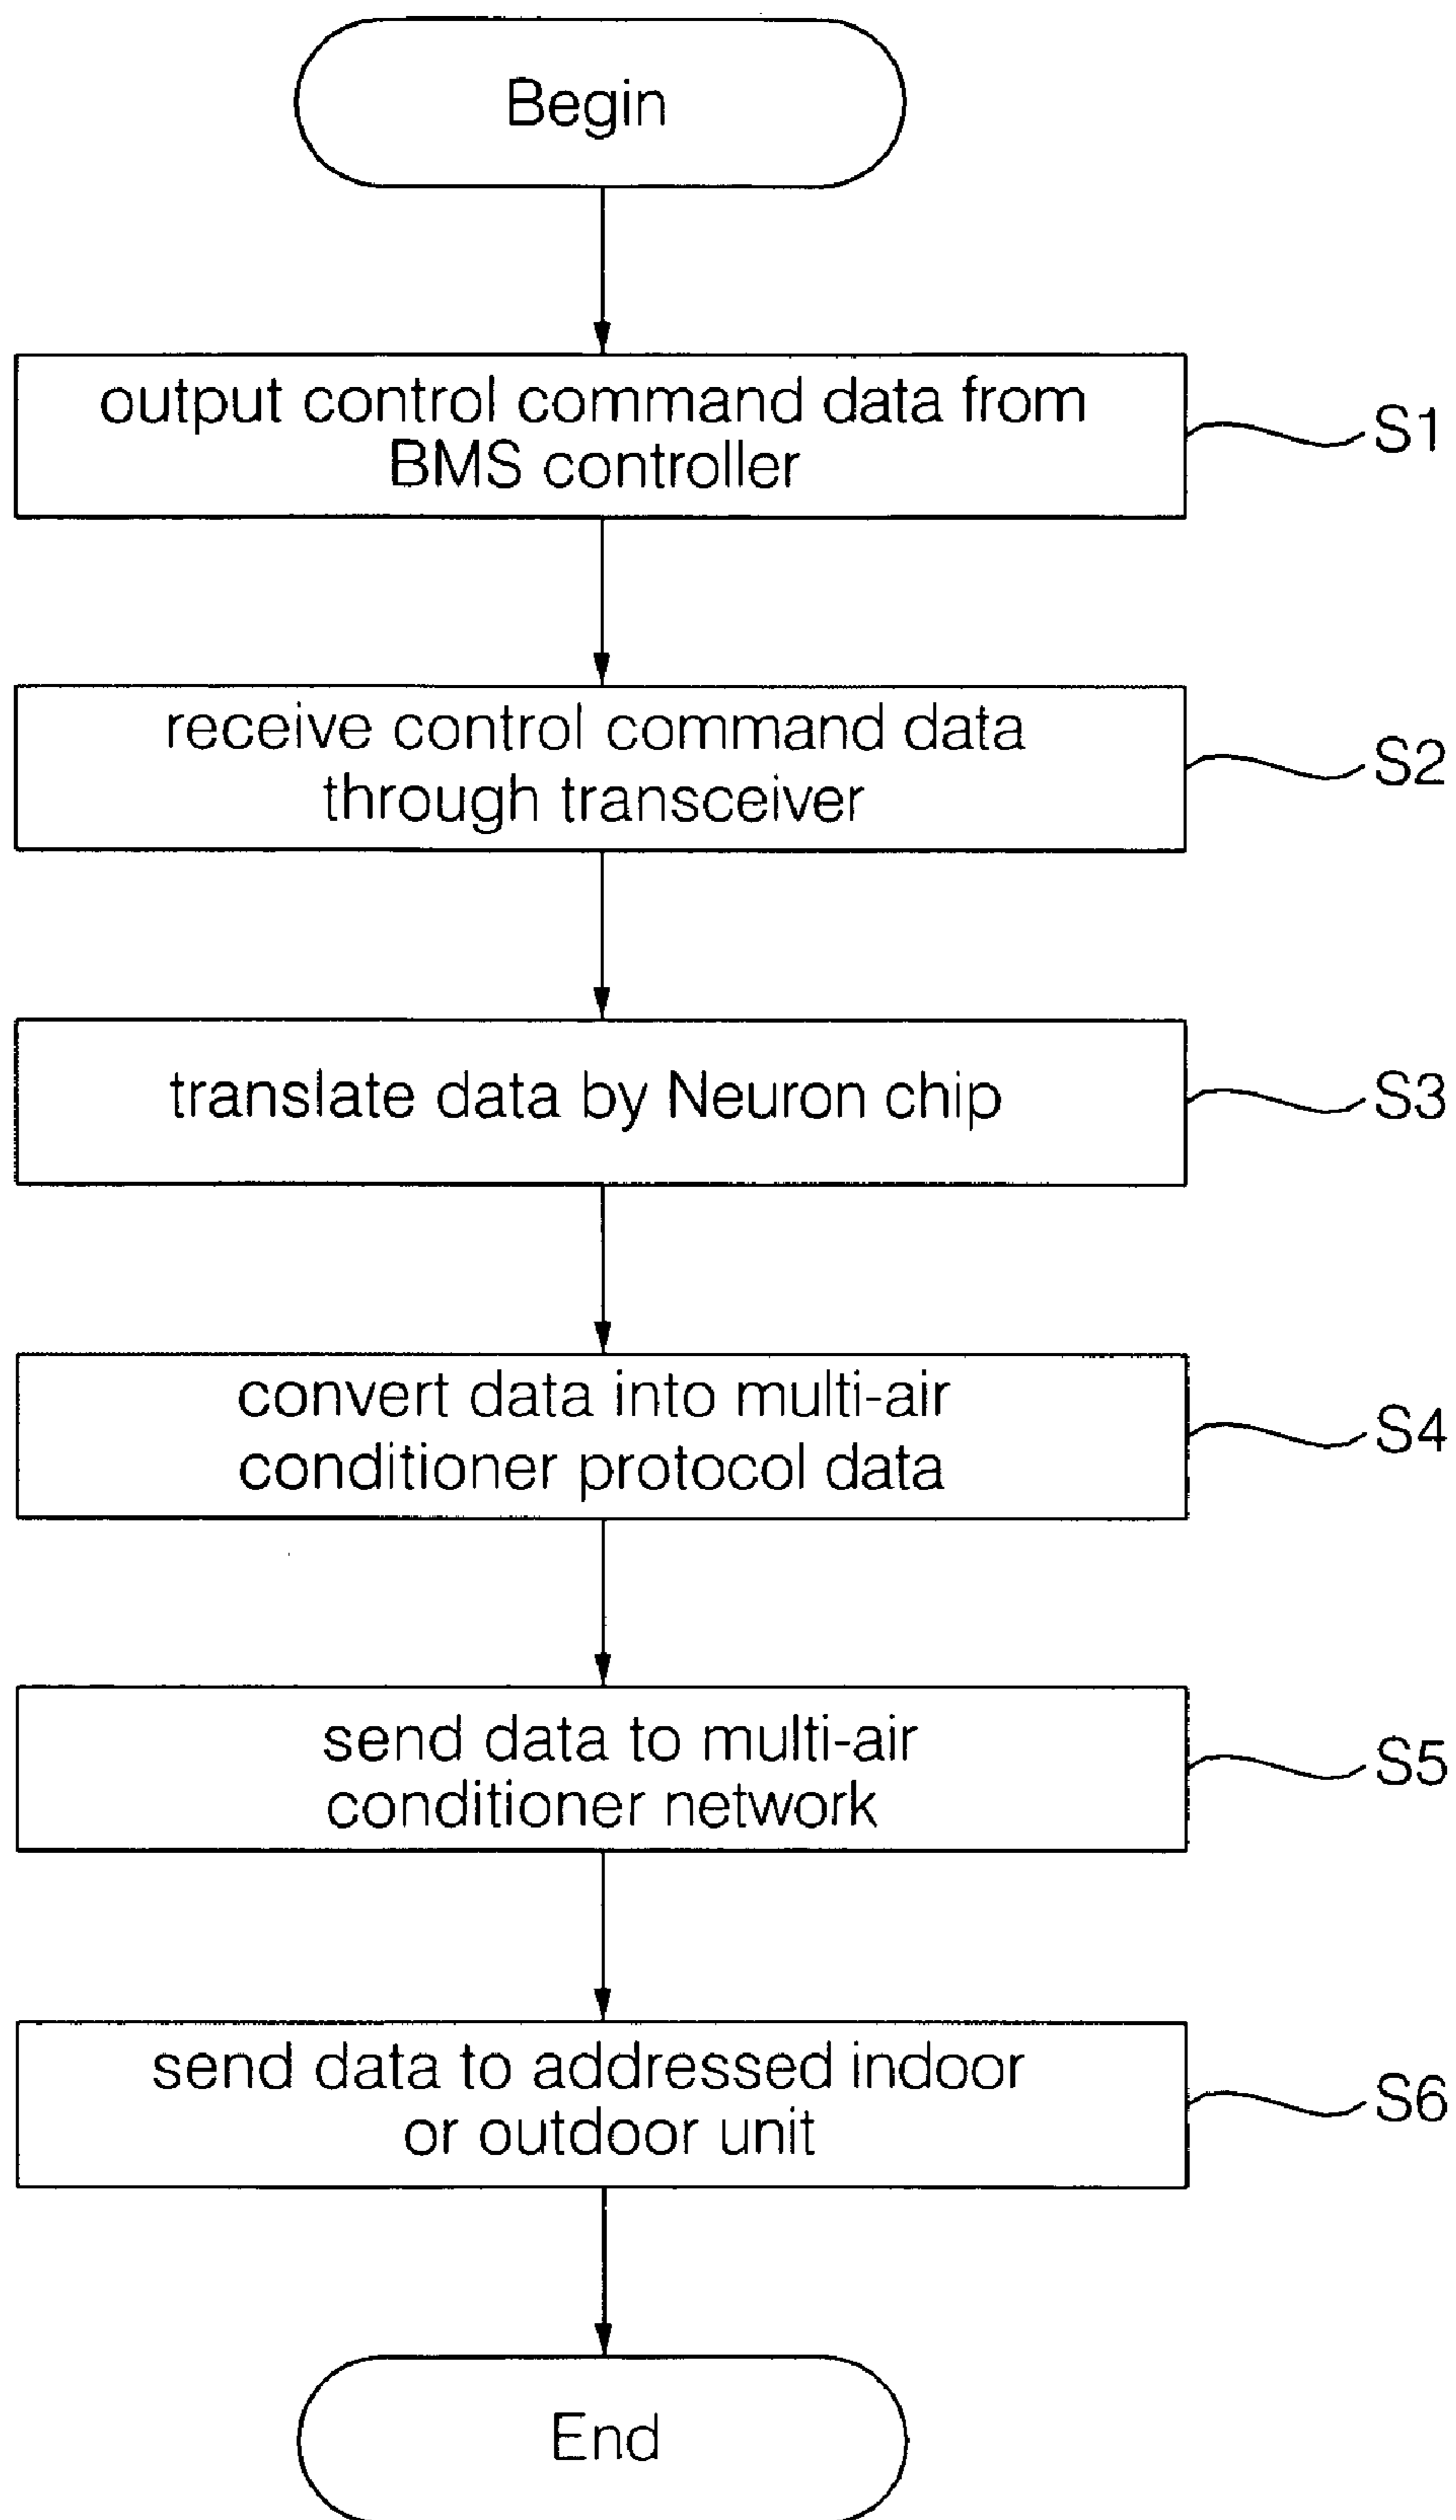 Begin
output control command data from
BMS controller
S1
receive control command data
through transceiver
S2
translate data by Neuron chip
S3
convert data into multi-air
conditioner protocol data
S4
send data to multi-air
conditioner network
S5
send data to addressed indoor
or outdoor unit
S6
End